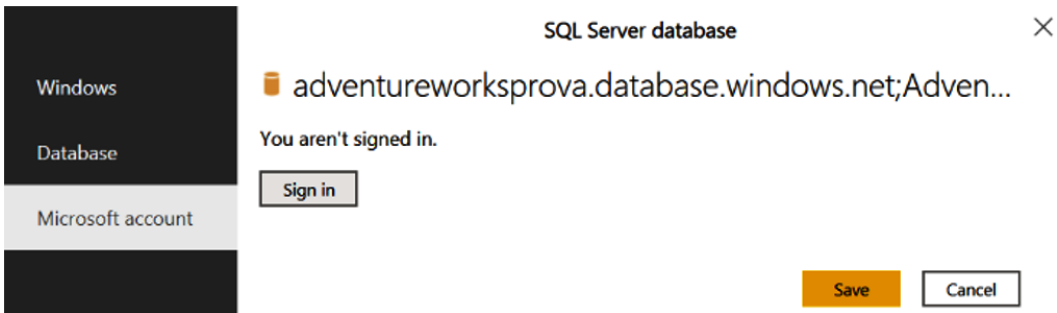 SQL Server database
Windows
Database
Microsoft account
adventureworksprova.database.windows.net;Adven...
You aren't signed in.
Sign in
Save
Cancel